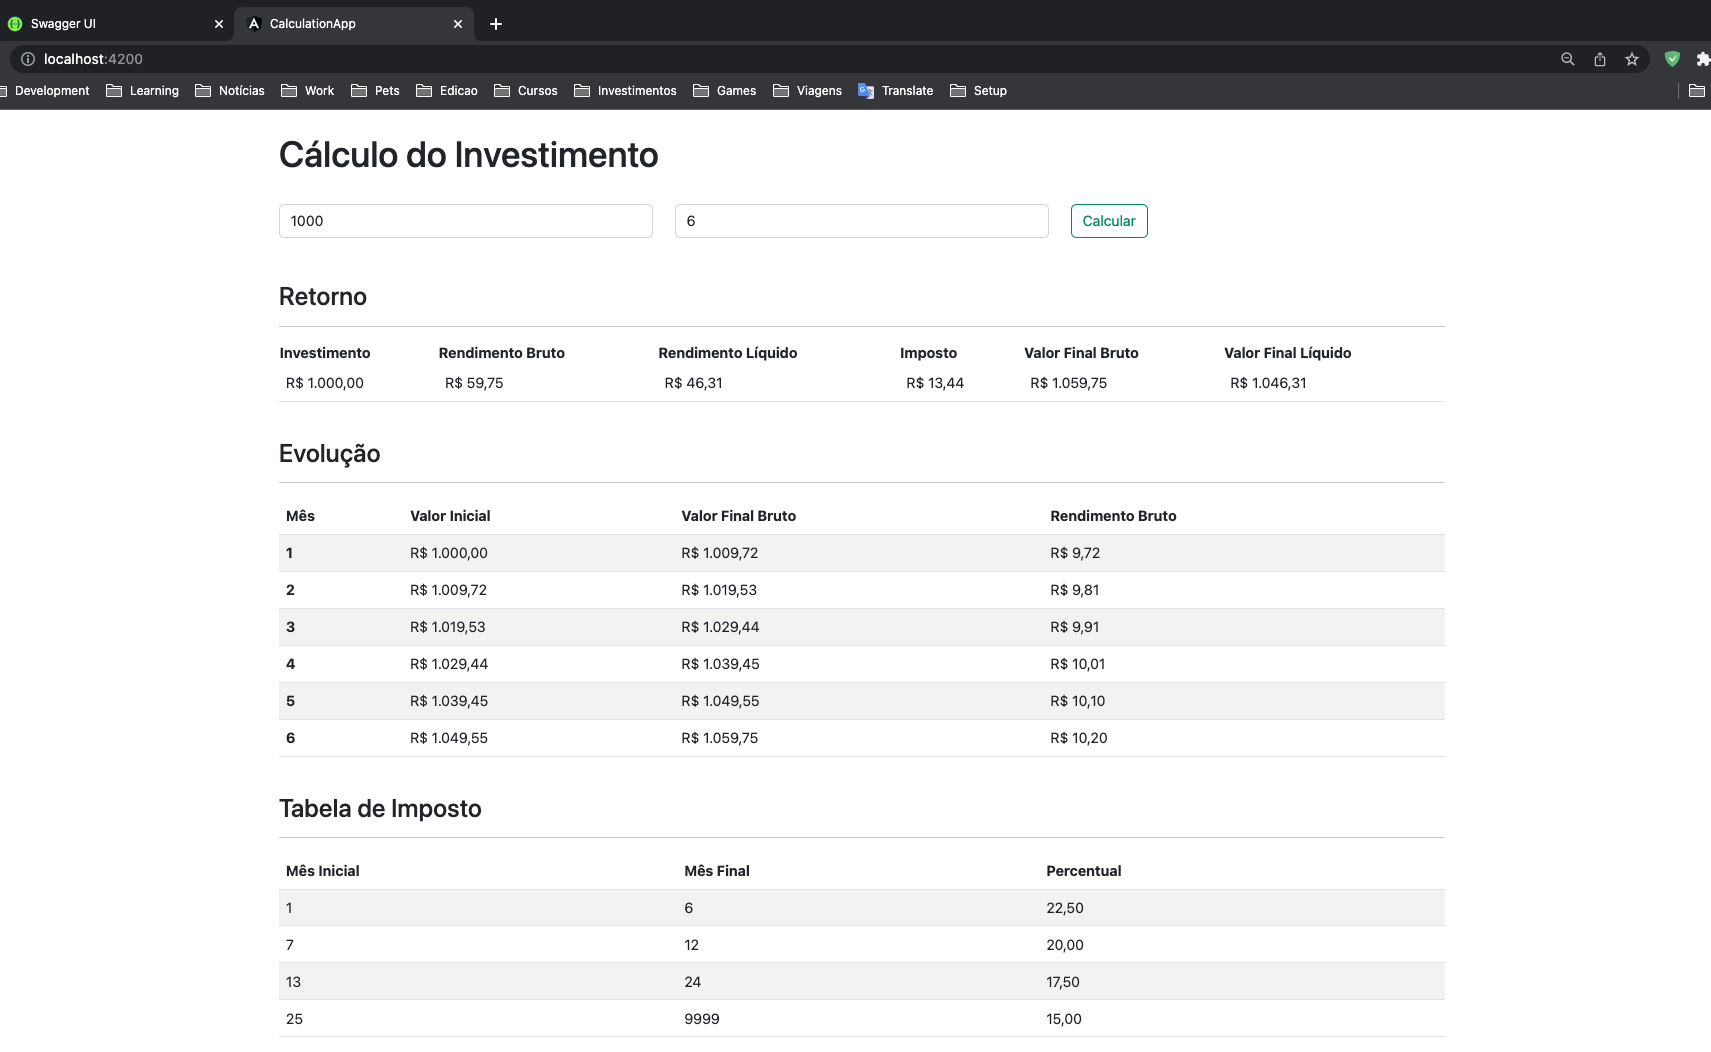 Swagger UI
CalculationApp
localhost:4200
Development Learning Notícias Work Pets Edicao Cursos Investimentos Games Viagens Translate Setup
Cálculo do Investimento
1000 6 Calcular
Retorno
Investimento Rendimento Bruto Rendimento Líquido Imposto Valor Final Bruto Valor Final Líquido
R$ 1.000,00 R$ 59,75 R$ 46,31 R$ 13,44 R$ 1.059,75 R$ 1.046,31
Evolução
Mês Valor Inicial Valor Final Bruto Rendimento Bruto
1 R$ 1.000,00 R$ 1.009,72 R$ 9,72
2 R$ 1.009,72 R$ 1.019,53 R$ 9,81
3 R$ 1.019,53 R$ 1.029,44 R$ 9,91
4 R$ 1.029,44 R$ 1.039,45 R$ 10,01
5 R$ 1.039,45 R$ 1.049,55 R$ 10,10
6 R$ 1.049,55 R$ 1.059,75 R$ 10,20
Tabela de Imposto
Mês Inicial Mês Final Percentual
1 6 22,50
7 12 20,00
13 24 17,50
25 9999 15,00